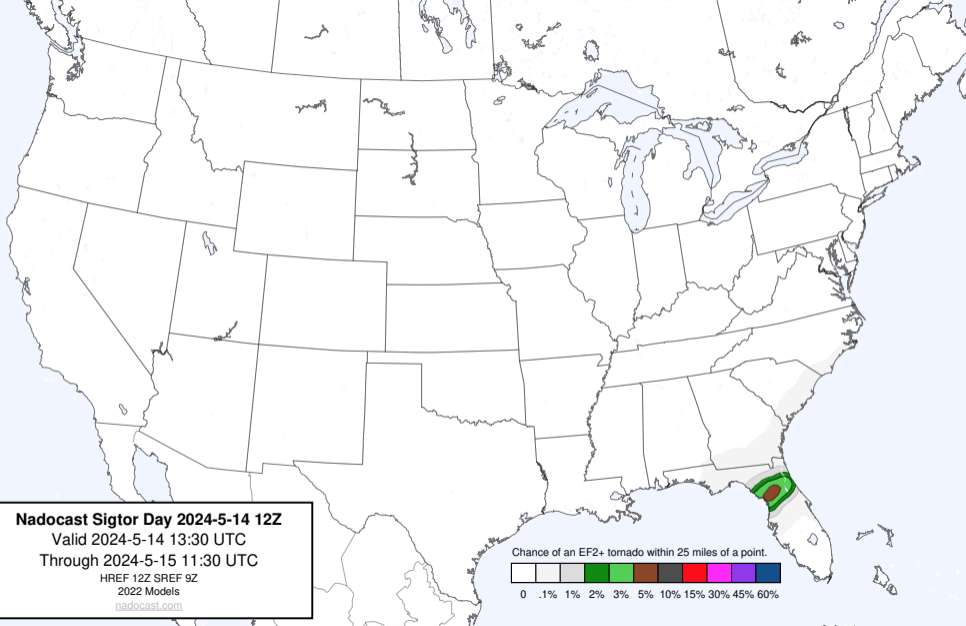 Nadocast Sigtor Day 2024-5-14 12Z
Valid 2024-5-14 13:30 UTC
Through 2024-5-15 11:30 UTC
HREF 12Z SREF 9Z
2022 Models
nadocast.com
Chance of an EF2+ tornado within 25 miles of a point.
0 .1% 1% 2% 3% 5% 10% 15% 30% 45% 60%